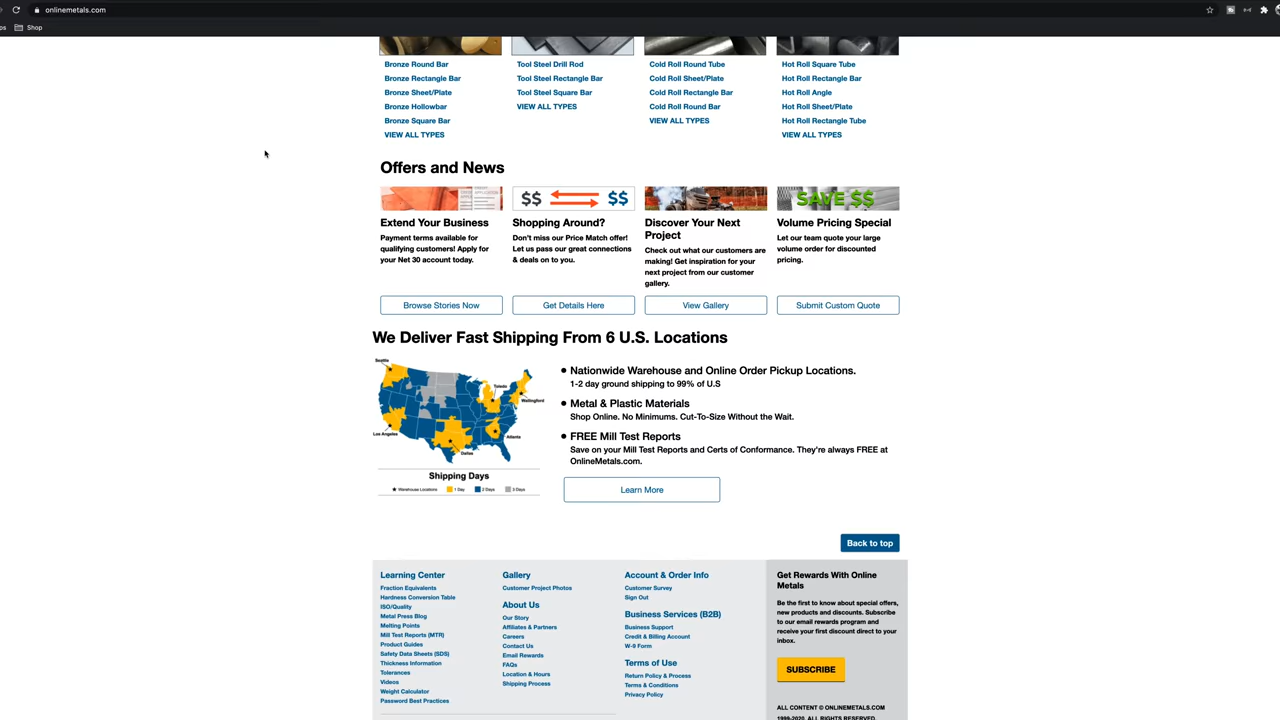 onlinemetals.com
ps
Shop
Bronze Round Bar
Bronze Rectangle Bar
Bronze Sheet/Plate
Bronze Hollowbar
Bronze Square Bar
VIEW ALL TYPES
Tool Steel Drill Rod
Tool Steel Rectangle Bar
Tool Steel Square Bar
VIEW ALL TYPES
Cold Roll Round Tube
Cold Roll Sheet/Plate
Cold Roll Rectangle Bar
Cold Roll Round Bar
VIEW ALL TYPES
Hot Roll Square Tube
Hot Roll Rectangle Bar
Hot Roll Angle
Hot Roll Sheet/Plate
Hot Roll Rectangle Tube
VIEW ALL TYPES
Offers and News
Extend Your Business
Payment terms available for
qualifying customers! Apply for
your Net 30 account today.
Browse Stories Now
$$ $$
Shopping Around?
Don't miss our Price Match offer!
Let us pass our great connections
& deals on to you.
Get Details Here
Discover Your Next
Project
Check out what our customers are
making! Get inspiration for your
next project from our customer
gallery.
View Gallery
SAVE $$
Volume Pricing Special
Let our team quote your large
volume order for discounted
pricing.
Submit Custom Quote
We Deliver Fast Shipping From 6 U.S. Locations
Seattle
Toledo
Wallingford
Los Angeles
Atlanta
Dallas
Shipping Days
Warehouse Locations 1 Day 2 Days 3 Days
Nationwide Warehouse and Online Order Pickup Locations.
1-2 day ground shipping to 99% of U.S
Metal & Plastic Materials
Shop Online. No Minimums. Cut-To-Size Without the Wait.
FREE Mill Test Reports
Save on your Mill Test Reports and Certs of Conformance. They're always FREE at
OnlineMetals.com.
Learn More
Back to top
Learning Center
Fraction Equivalents
Hardness Conversion Table
ISO/Quality
Metal Press Blog
Melting Points
Mill Test Reports (MTR)
Product Guides
Safety Data Sheets (SDS)
Thickness Information
Tolerances
Videos
Weight Calculator
Password Best Practices
Gallery
Customer Project Photos
About Us
Our Story
Affiliates & Partners
Careers
Contact Us
Email Rewards
FAQs
Location & Hours
Shipping Process
Account & Order Info
Customer Survey
Sign Out
Business Services (B2B)
Business Support
Credit & Billing Account
W-9 Form
Terms of Use
Return Policy & Process
Terms & Conditions
Privacy Policy
Get Rewards With Online
Metals
Be the first to know about special offers,
new products and discounts. Subscribe
to our email rewards program and
receive your first discount direct to your
inbox.
SUBSCRIBE
ALL CONTENT © ONLINEMETALS.COM
1999-2020. ALL RIGHTS RESERVED.